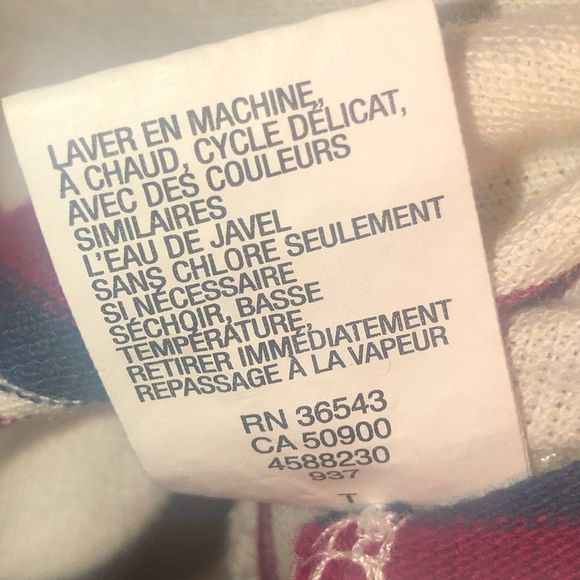 LAVER EN MACHINE,
À CHAUD, CYCLE DÉLICAT,
AVEC DES COULEURS
SIMILAIRES
L'EAU DE JAVEL
SANS CHLORE SEULEMENT
SI NÉCESSAIRE
SÉCHOIR, BASSE
TEMPÉRATURE,
RETIRER IMMÉDIATEMENT
REPASSAGE À LA VAPEUR
RN 36543
CA 50900
4588230
937
T